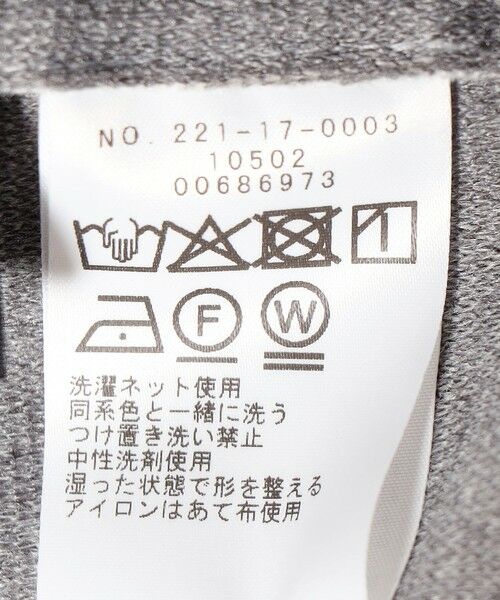 NO. 221-17-0003
10502
00686973
F W
洗濯ネット使用
同系色と一緒に洗う
つけ置き洗い禁止
中性洗剤使用
湿った状態で形を整える
アイロンはあて布使用